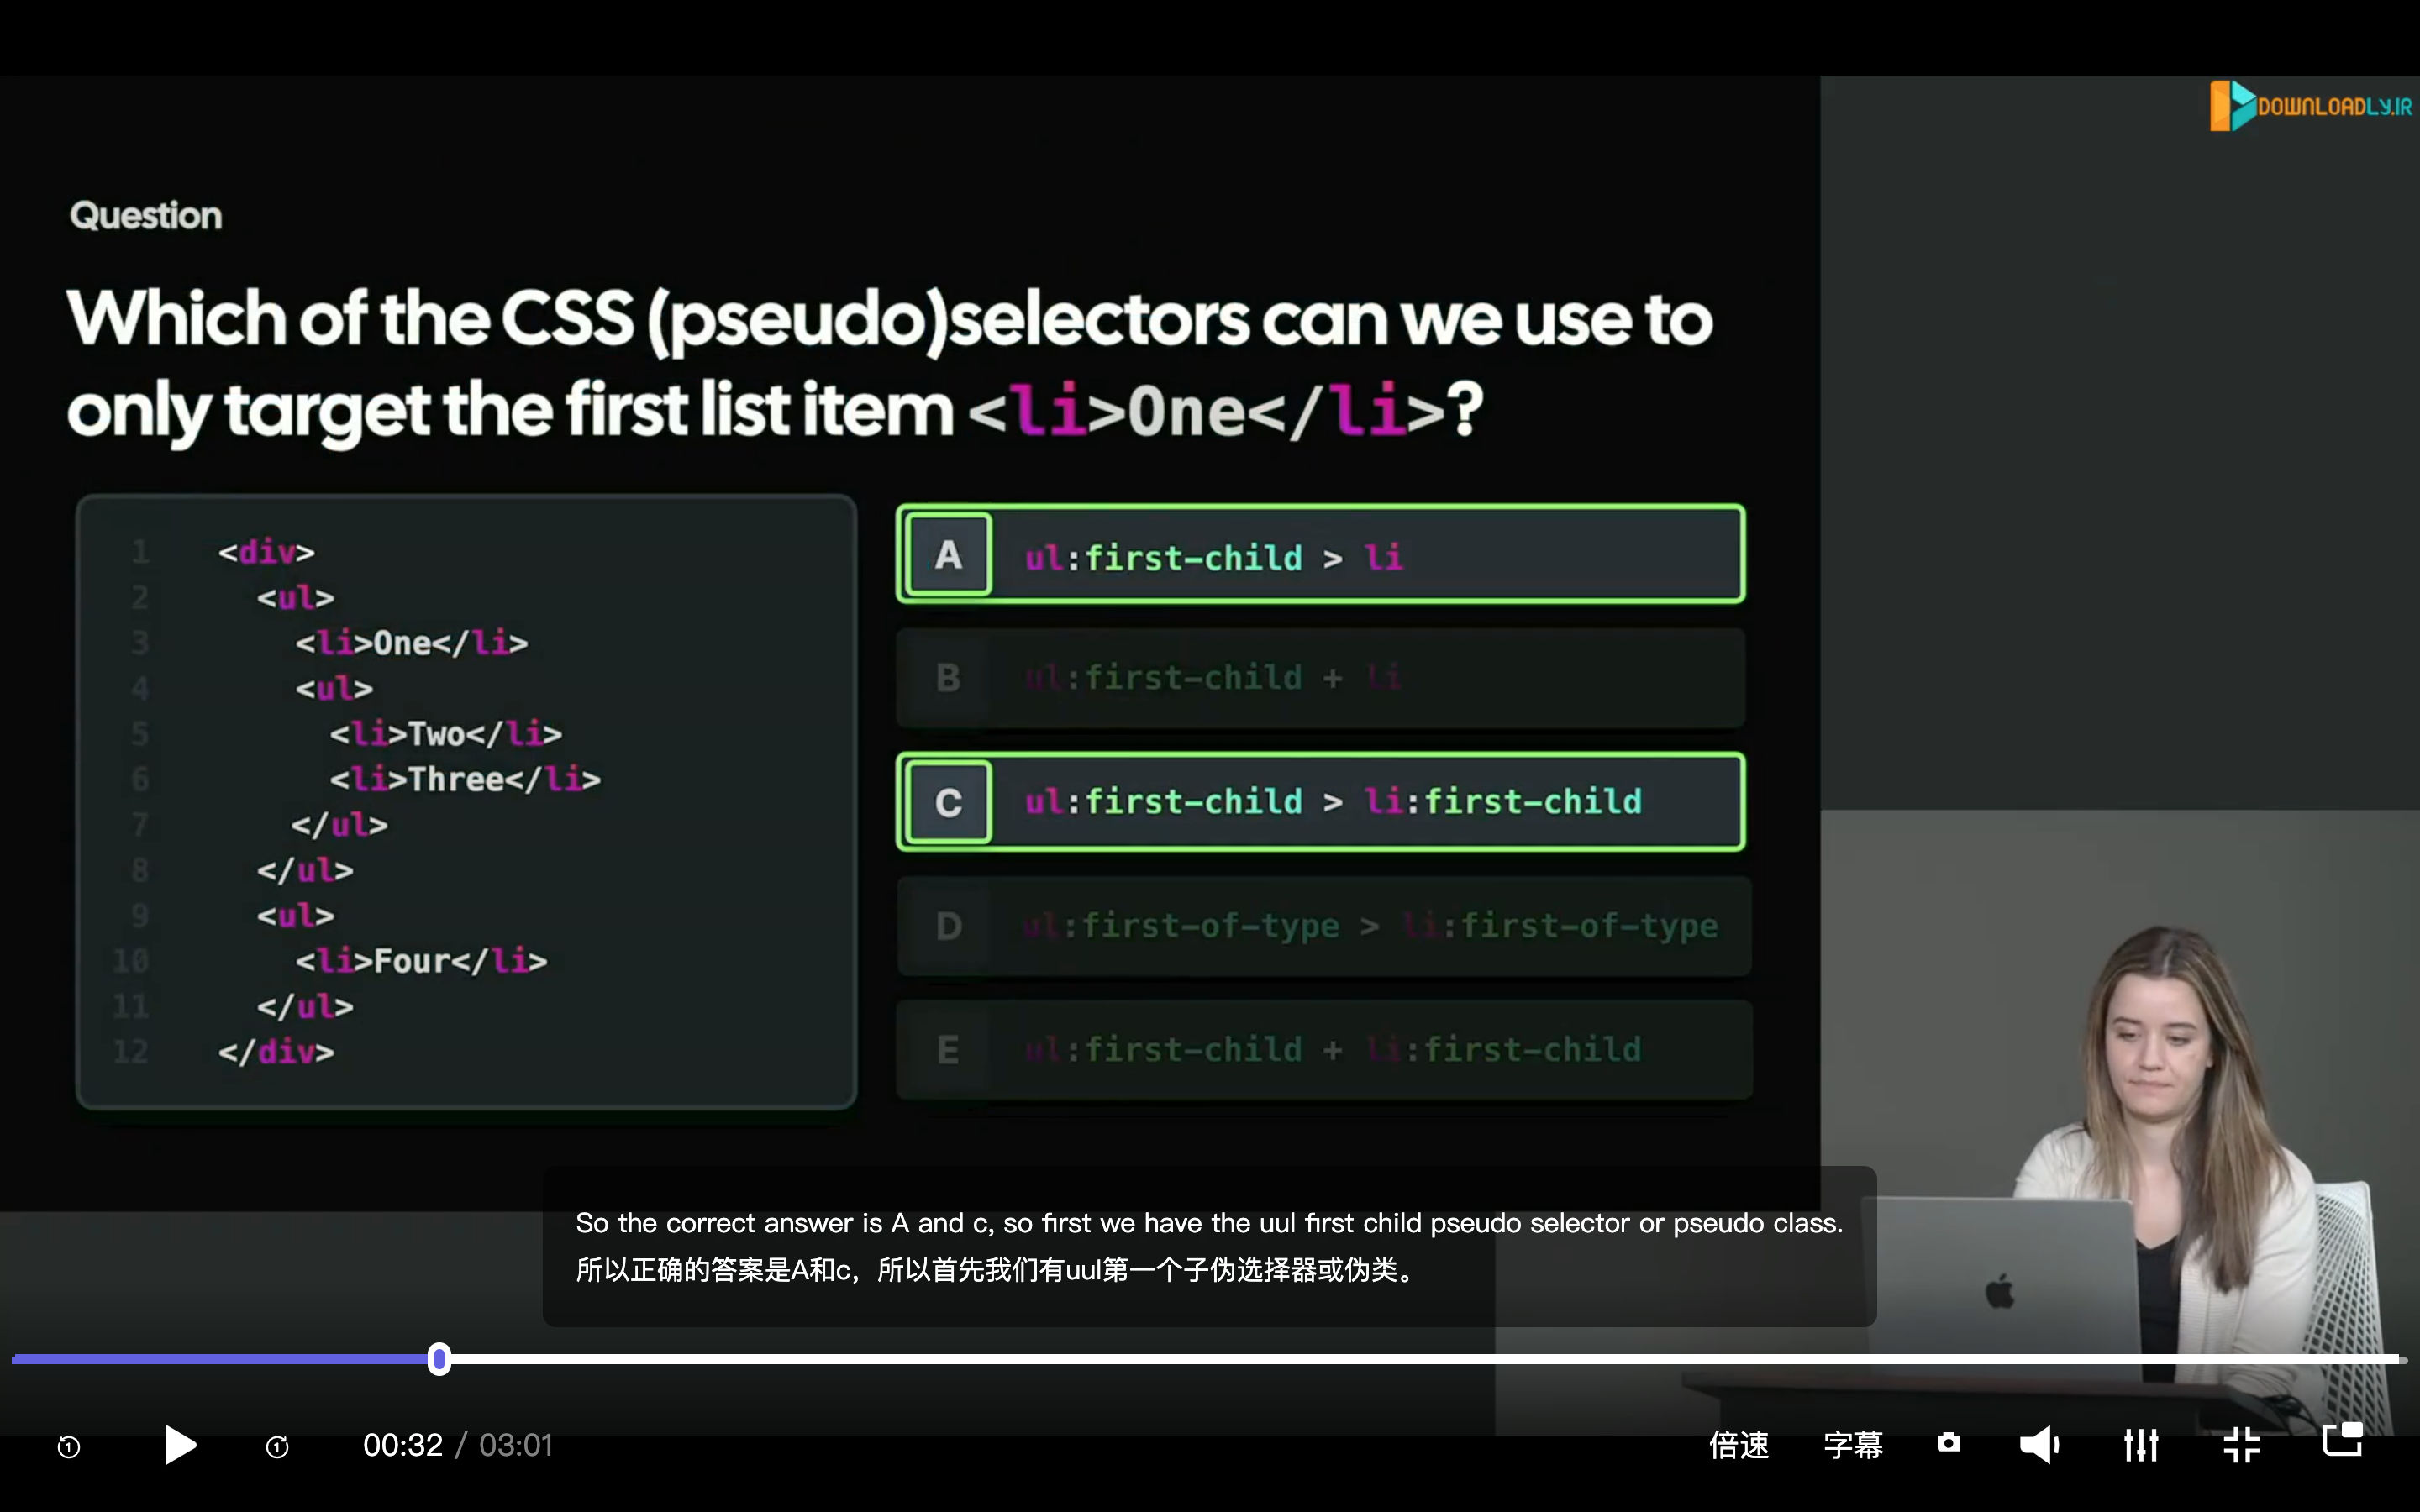 DOWNLOADLY.IR
Question
Which of the CSS (pseudo)selectors can we use to
only target the first list item <li>One</li>?
1 <div>
2 <ul>
3 <li>One</li>
4 <ul>
5 <li>Two</li>
6 <li>Three</li>
7 </ul>
8 </ul>
9 <ul>
10 <li>Four</li>
11 </ul>
12 </div>
A ul:first-child > li
B ul:first-child + li
C ul:first-child > li:first-child
D ul:first-of-type > li:first-of-type
E ul:first-child + li:first-child
So the correct answer is A and c, so first we have the uul first child pseudo selector or pseudo class.
所以正确的答案是A和c，所以首先我们有uul第一个子伪选择器或伪类。
1 1 00:32 / 03:01 倍速 字幕